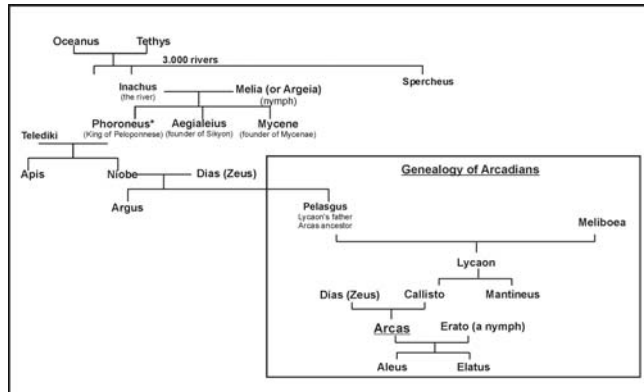 Oceanus Tethys
3.000 rivers
Spercheus
Inachus
(the river)
Melia (or Argeia)
(nymph)
Phoroneus* Aegialeius Mycene
(King of Peloponnese) (founder of Sikyon) (founder of Mycenae)
Telediki
Apis Niobe Dias (Zeus)
Argus
Genealogy of Arcadians
Pelasgus
Lycaon's father
Arcas ancestor
Meliboea
Lycaon
Dias (Zeus) Callisto Mantineus
Arcas Erato (a nymph)
Aleus Elatus